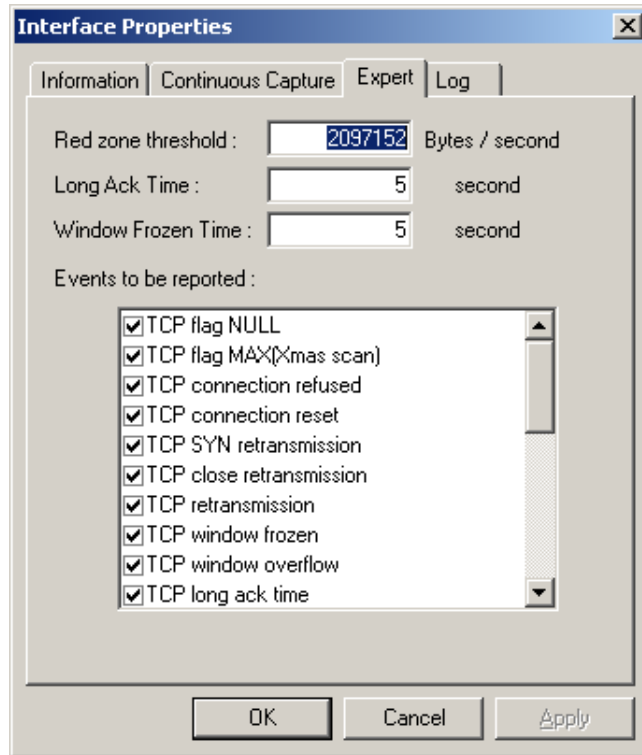 Interface Properties
Information Continuous Capture Expert Log
Red zone threshold : 2097152 Bytes / second
Long Ack Time : 5 second
Window Frozen Time : 5 second
Events to be reported :
TCP flag NULL
TCP flag MAX(Xmas scan)
TCP connection refused
TCP connection reset
TCP SYN retransmission
TCP close retransmission
TCP retransmission
TCP window frozen
TCP window overflow
TCP long ack time
OK Cancel Apply